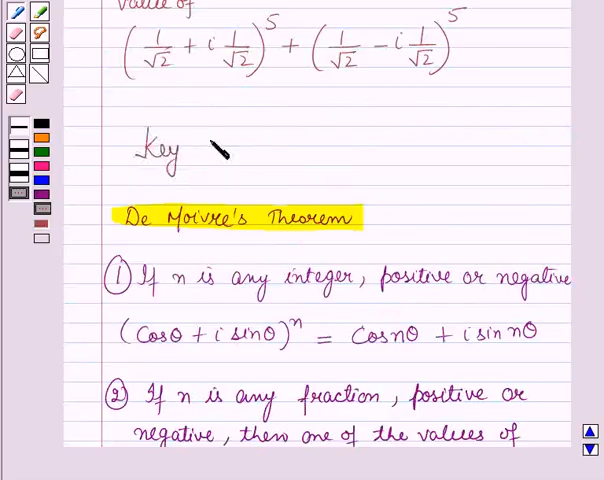 value of
(1/√2 + i 1/√2)^5 + (1/√2 - i 1/√2)^5
Key
De Moivre's Theorem
① If n is any integer, positive or negative
(Cosθ + i sinθ)^n = Cosnθ + i sin nθ
② If n is any fraction, positive or
negative, then one of the values of